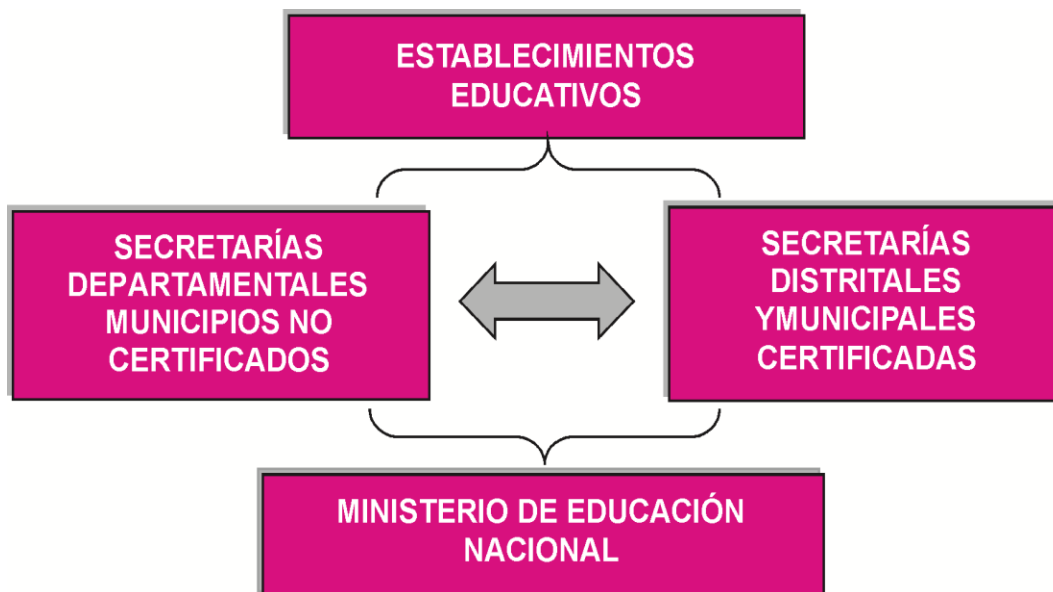 ESTABLECIMIENTOS
EDUCATIVOS
SECRETARÍAS
DEPARTAMENTALES
MUNICIPIOS NO
CERTIFICADOS
SECRETARÍAS
DISTRITALES
YMUNICIPALES
CERTIFICADAS
MINISTERIO DE EDUCACIÓN
NACIONAL